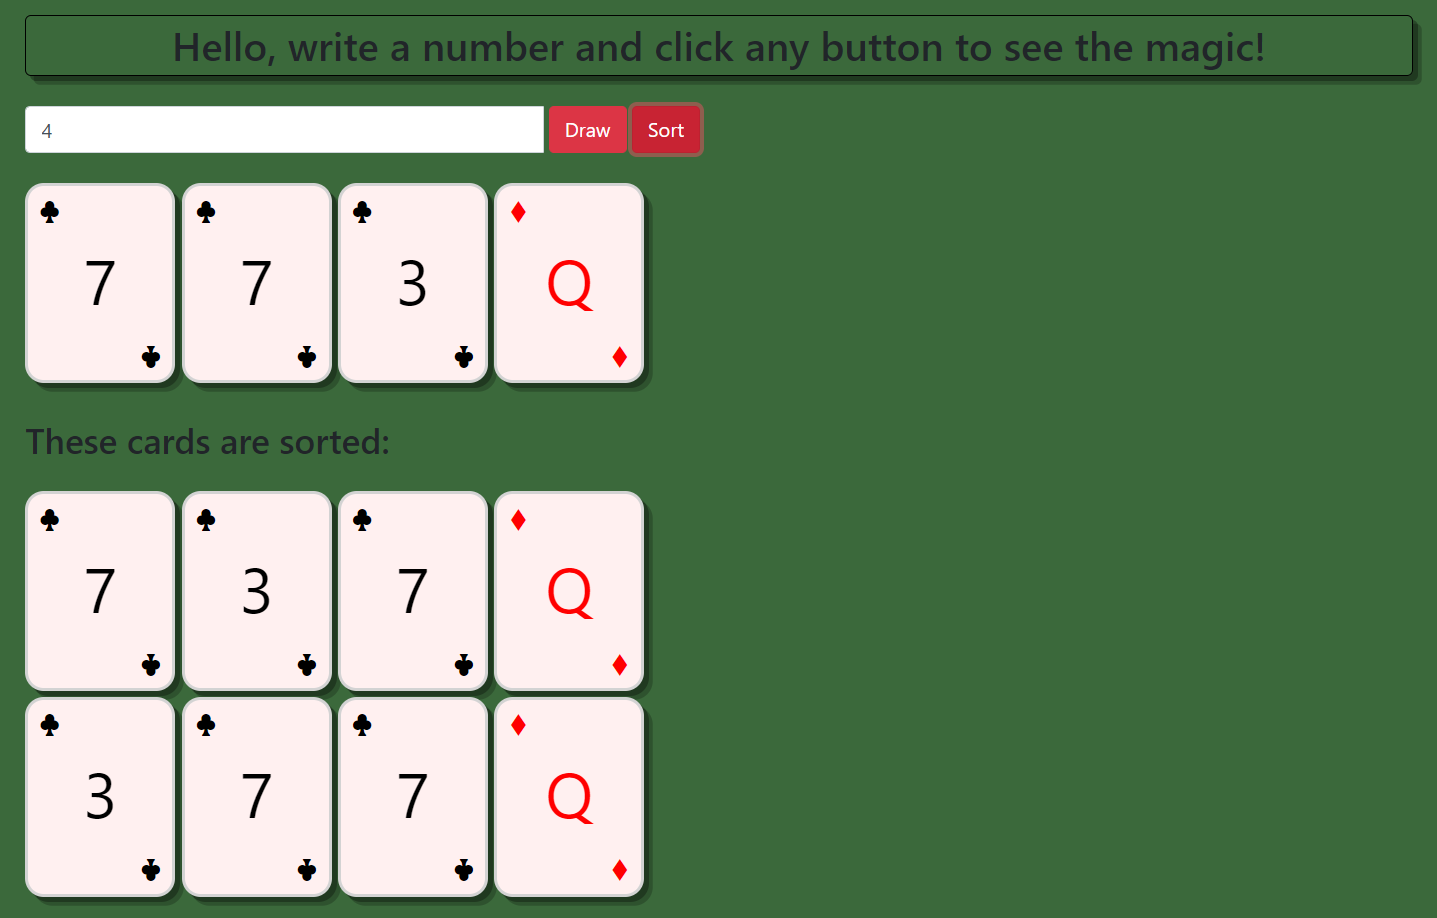 Hello, write a number and click any button to see the magic!
4 Draw Sort
♣ ♣ ♣ ♦
7 7 3 Q
♣ ♣ ♣ ♦
These cards are sorted:
♣ ♣ ♣ ♦
7 3 7 Q
♣ ♣ ♣ ♦
♣ ♣ ♣ ♦
3 7 7 Q
♣ ♣ ♣ ♦